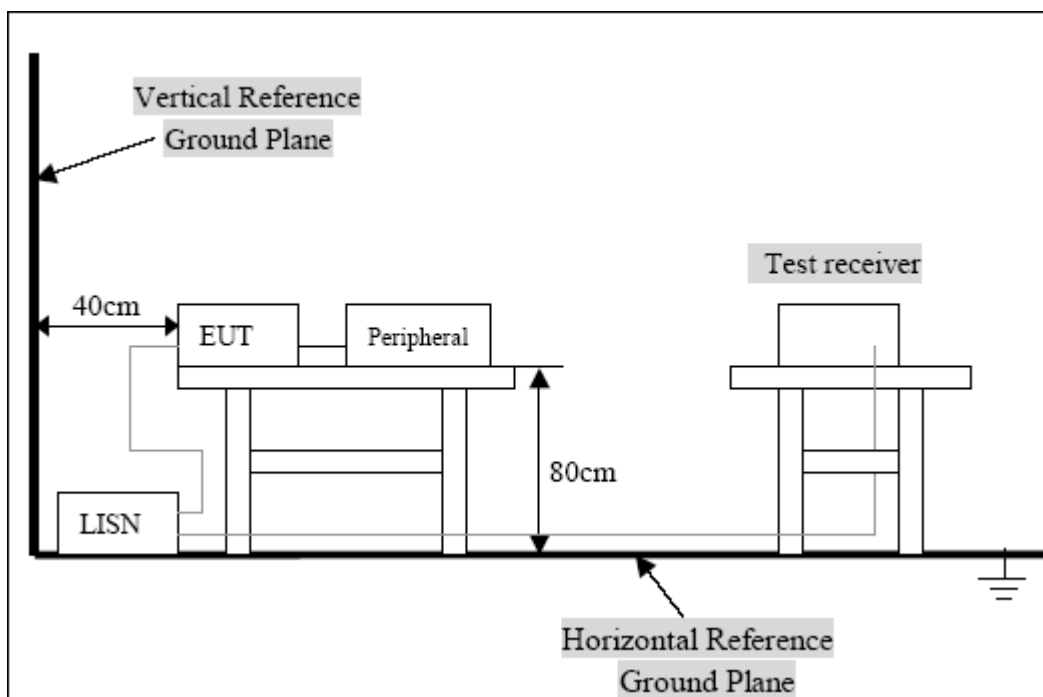 Vertical Reference
Ground Plane
Test receiver
40cm
EUT
Peripheral
80cm
LISN
Horizontal Reference
Ground Plane